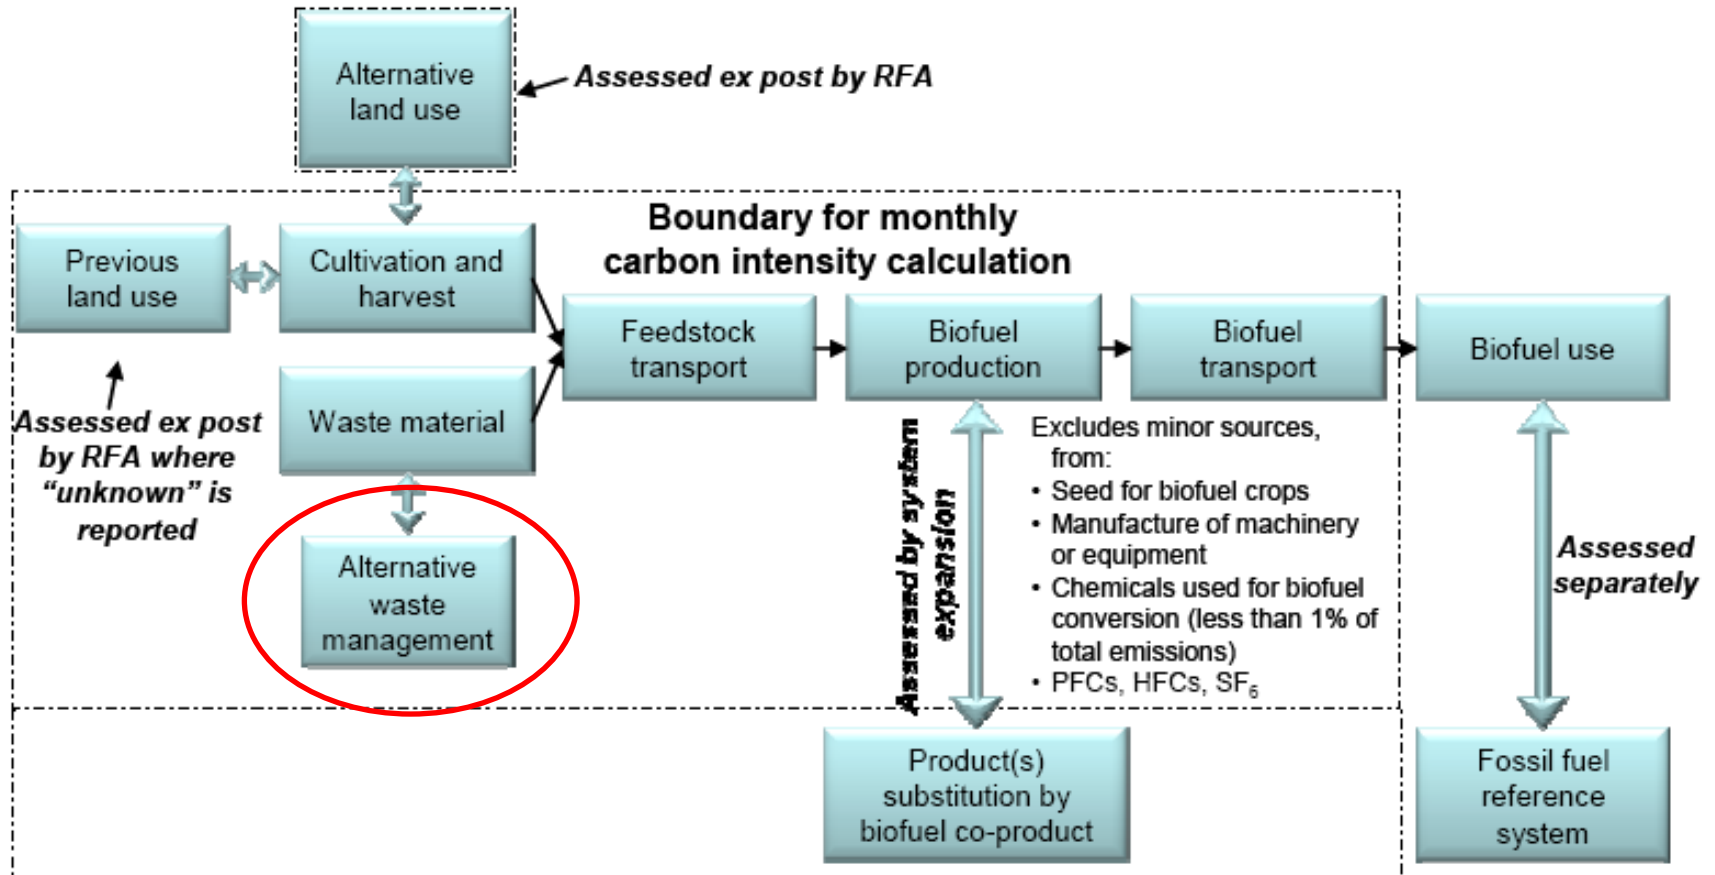 Alternative
land use
Assessed ex post by RFA
Boundary for monthly
carbon intensity calculation
Previous
land use
Cultivation and
harvest
Feedstock
transport
Biofuel
production
Biofuel
transport
Biofuel use
Waste material
Assessed ex post
by RFA where
“unknown” is
reported
Alternative
waste
management
Assessed by system
expansion
Excludes minor sources,
from:
• Seed for biofuel crops
• Manufacture of machinery
or equipment
• Chemicals used for biofuel
conversion (less than 1% of
total emissions)
• PFCs, HFCs, SF₆
Assessed
separately
Product(s)
substitution by
biofuel co-product
Fossil fuel
reference
system